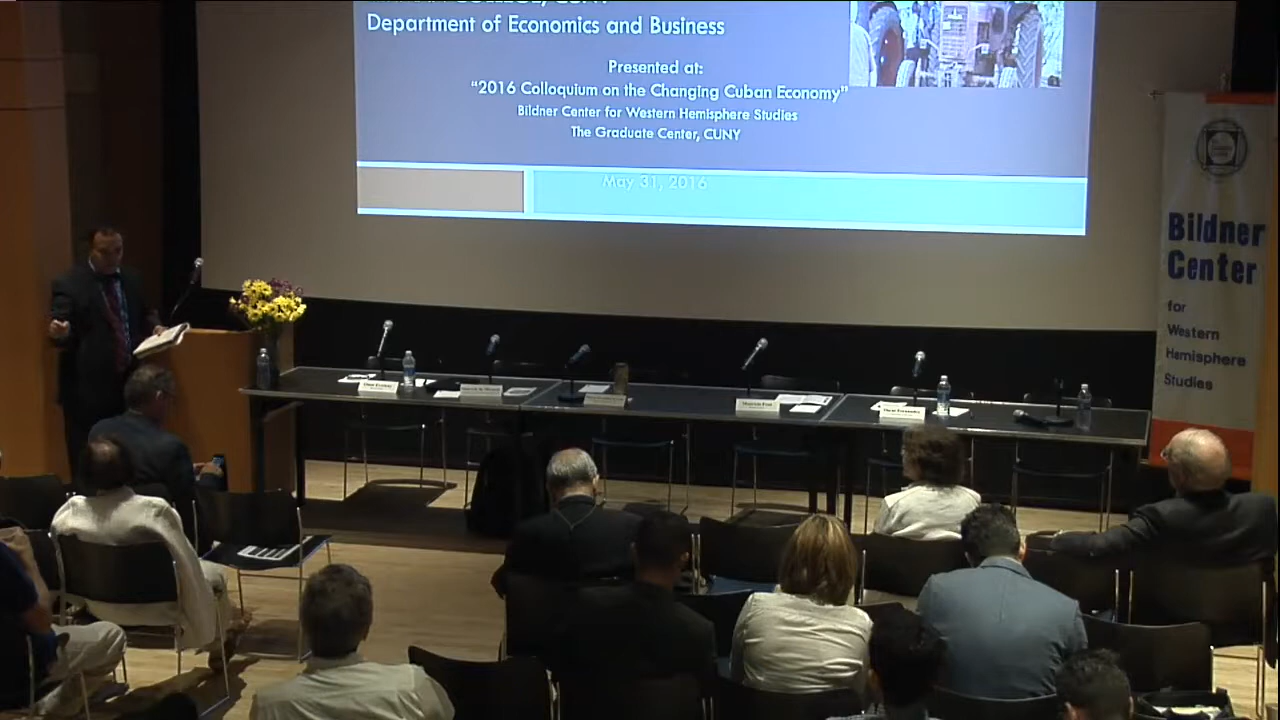 Department of Economics and Business
Presented at:
"2016 Colloquium on the Changing Cuban Economy"
Bildner Center for Western Hemisphere Studies
The Graduate Center, CUNY
May 31, 2016
Bildner
Center
for
Western
Hemisphere
Studies